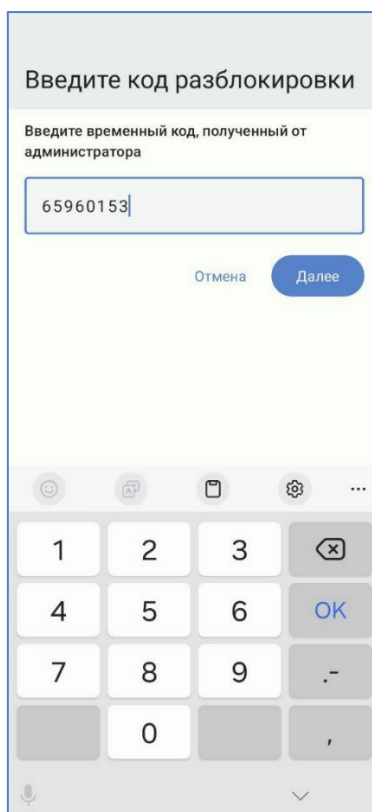 Введите код разблокировки
Введите временный код, полученный от
администратора
65960153
Отмена Далее
1 2 3
4 5 6 OK
7 8 9 .-
0 ,